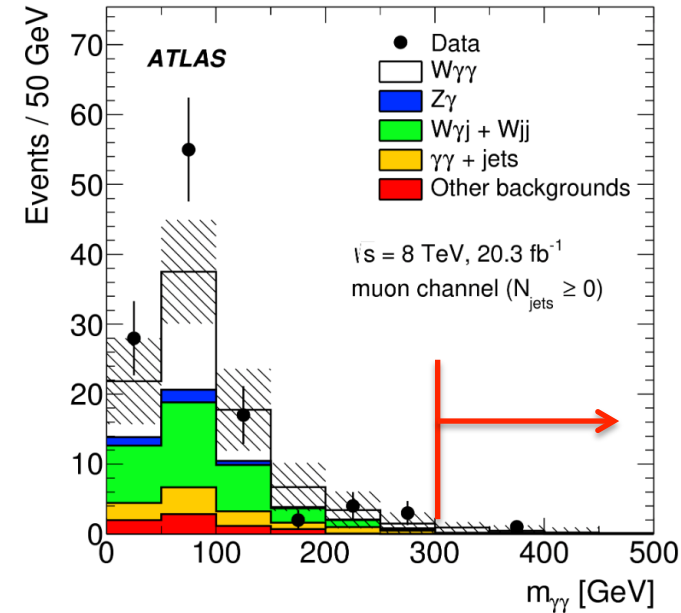 Events / 50 GeV
70
60
50
40
30
20
10
0
ATLAS
Data
Wγγ
Zγ
Wγj + Wjj
γγ + jets
Other backgrounds
√s = 8 TeV, 20.3 fb⁻¹
muon channel (N_jets ≥ 0)
0 100 200 300 400 500
m_γγ [GeV]